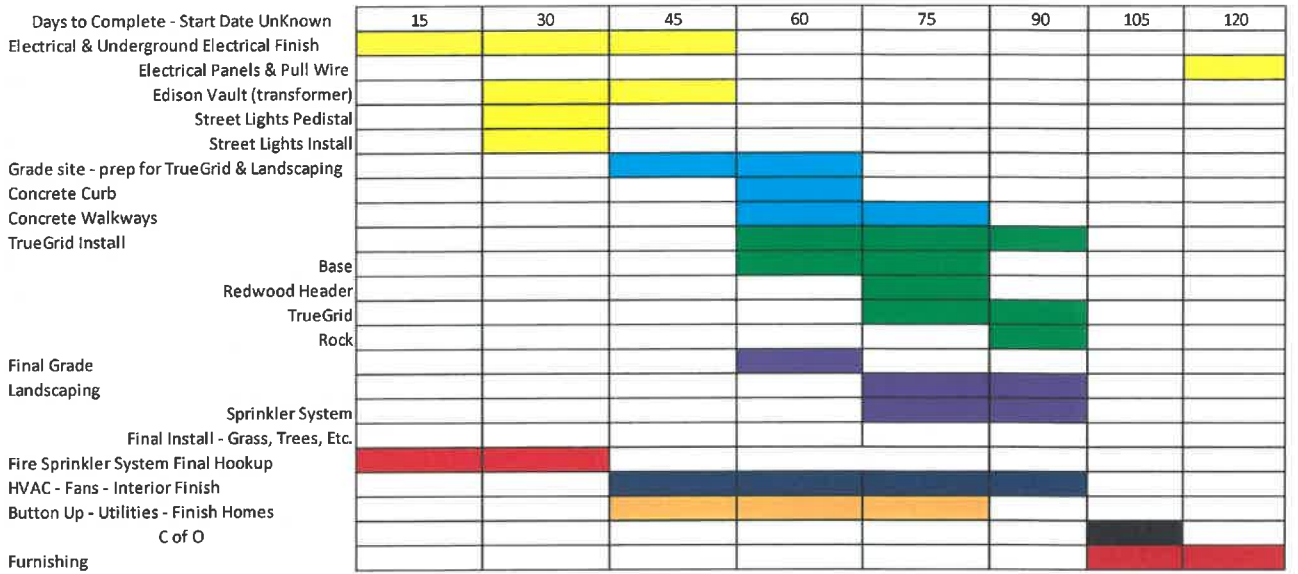 Days to Complete - Start Date UnKnown 15 30 45 60 75 90 105 120
Electrical & Underground Electrical Finish
Electrical Panels & Pull Wire
Edison Vault (transformer)
Street Lights Pedistal
Street Lights Install
Grade site - prep for TrueGrid & Landscaping
Concrete Curb
Concrete Walkways
TrueGrid Install
Base
Redwood Header
TrueGrid
Rock
Final Grade
Landscaping
Sprinkler System
Final Install - Grass, Trees, Etc.
Fire Sprinkler System Final Hookup
HVAC - Fans - Interior Finish
Button Up - Utilities - Finish Homes
C of O
Furnishing